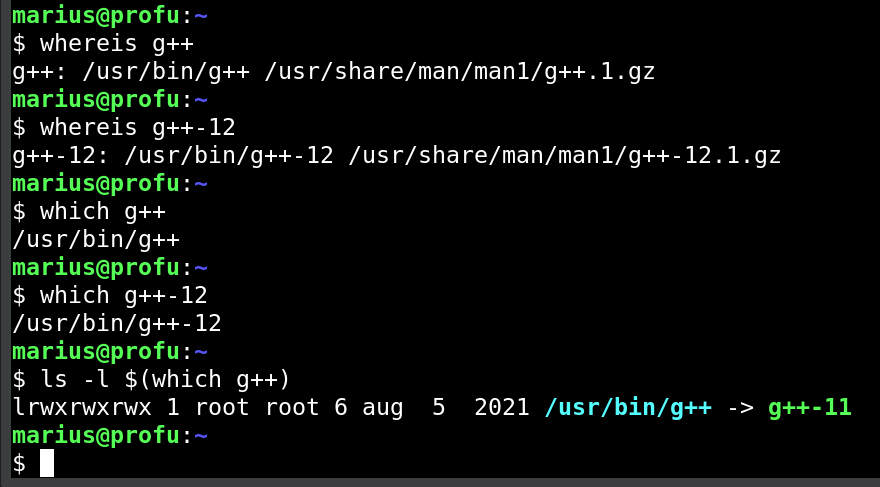 marius@profu:~
$ whereis g++
g++: /usr/bin/g++ /usr/share/man/man1/g++.1.gz
marius@profu:~
$ whereis g++-12
g++-12: /usr/bin/g++-12 /usr/share/man/man1/g++-12.1.gz
marius@profu:~
$ which g++
/usr/bin/g++
marius@profu:~
$ which g++-12
/usr/bin/g++-12
marius@profu:~
$ ls -l $(which g++)
lrwxrwxrwx 1 root root 6 aug  5  2021 /usr/bin/g++ -> g++-11
marius@profu:~
$